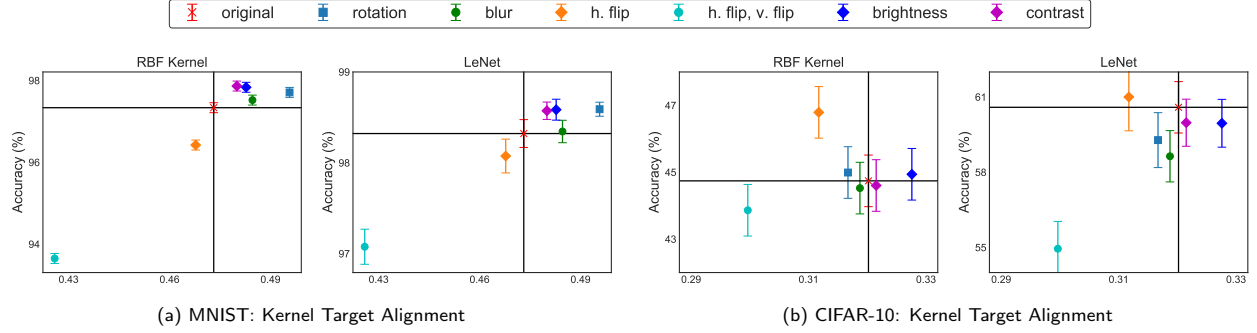 original rotation blur h. flip h. flip, v. flip brightness contrast
RBF Kernel
Accuracy (%)
98
96
94
0.43 0.46 0.49
LeNet
Accuracy (%)
99
98
97
0.43 0.46 0.49
(a) MNIST: Kernel Target Alignment
RBF Kernel
Accuracy (%)
47
45
43
0.29 0.31 0.33
LeNet
Accuracy (%)
61
58
55
0.29 0.31 0.33
(b) CIFAR-10: Kernel Target Alignment